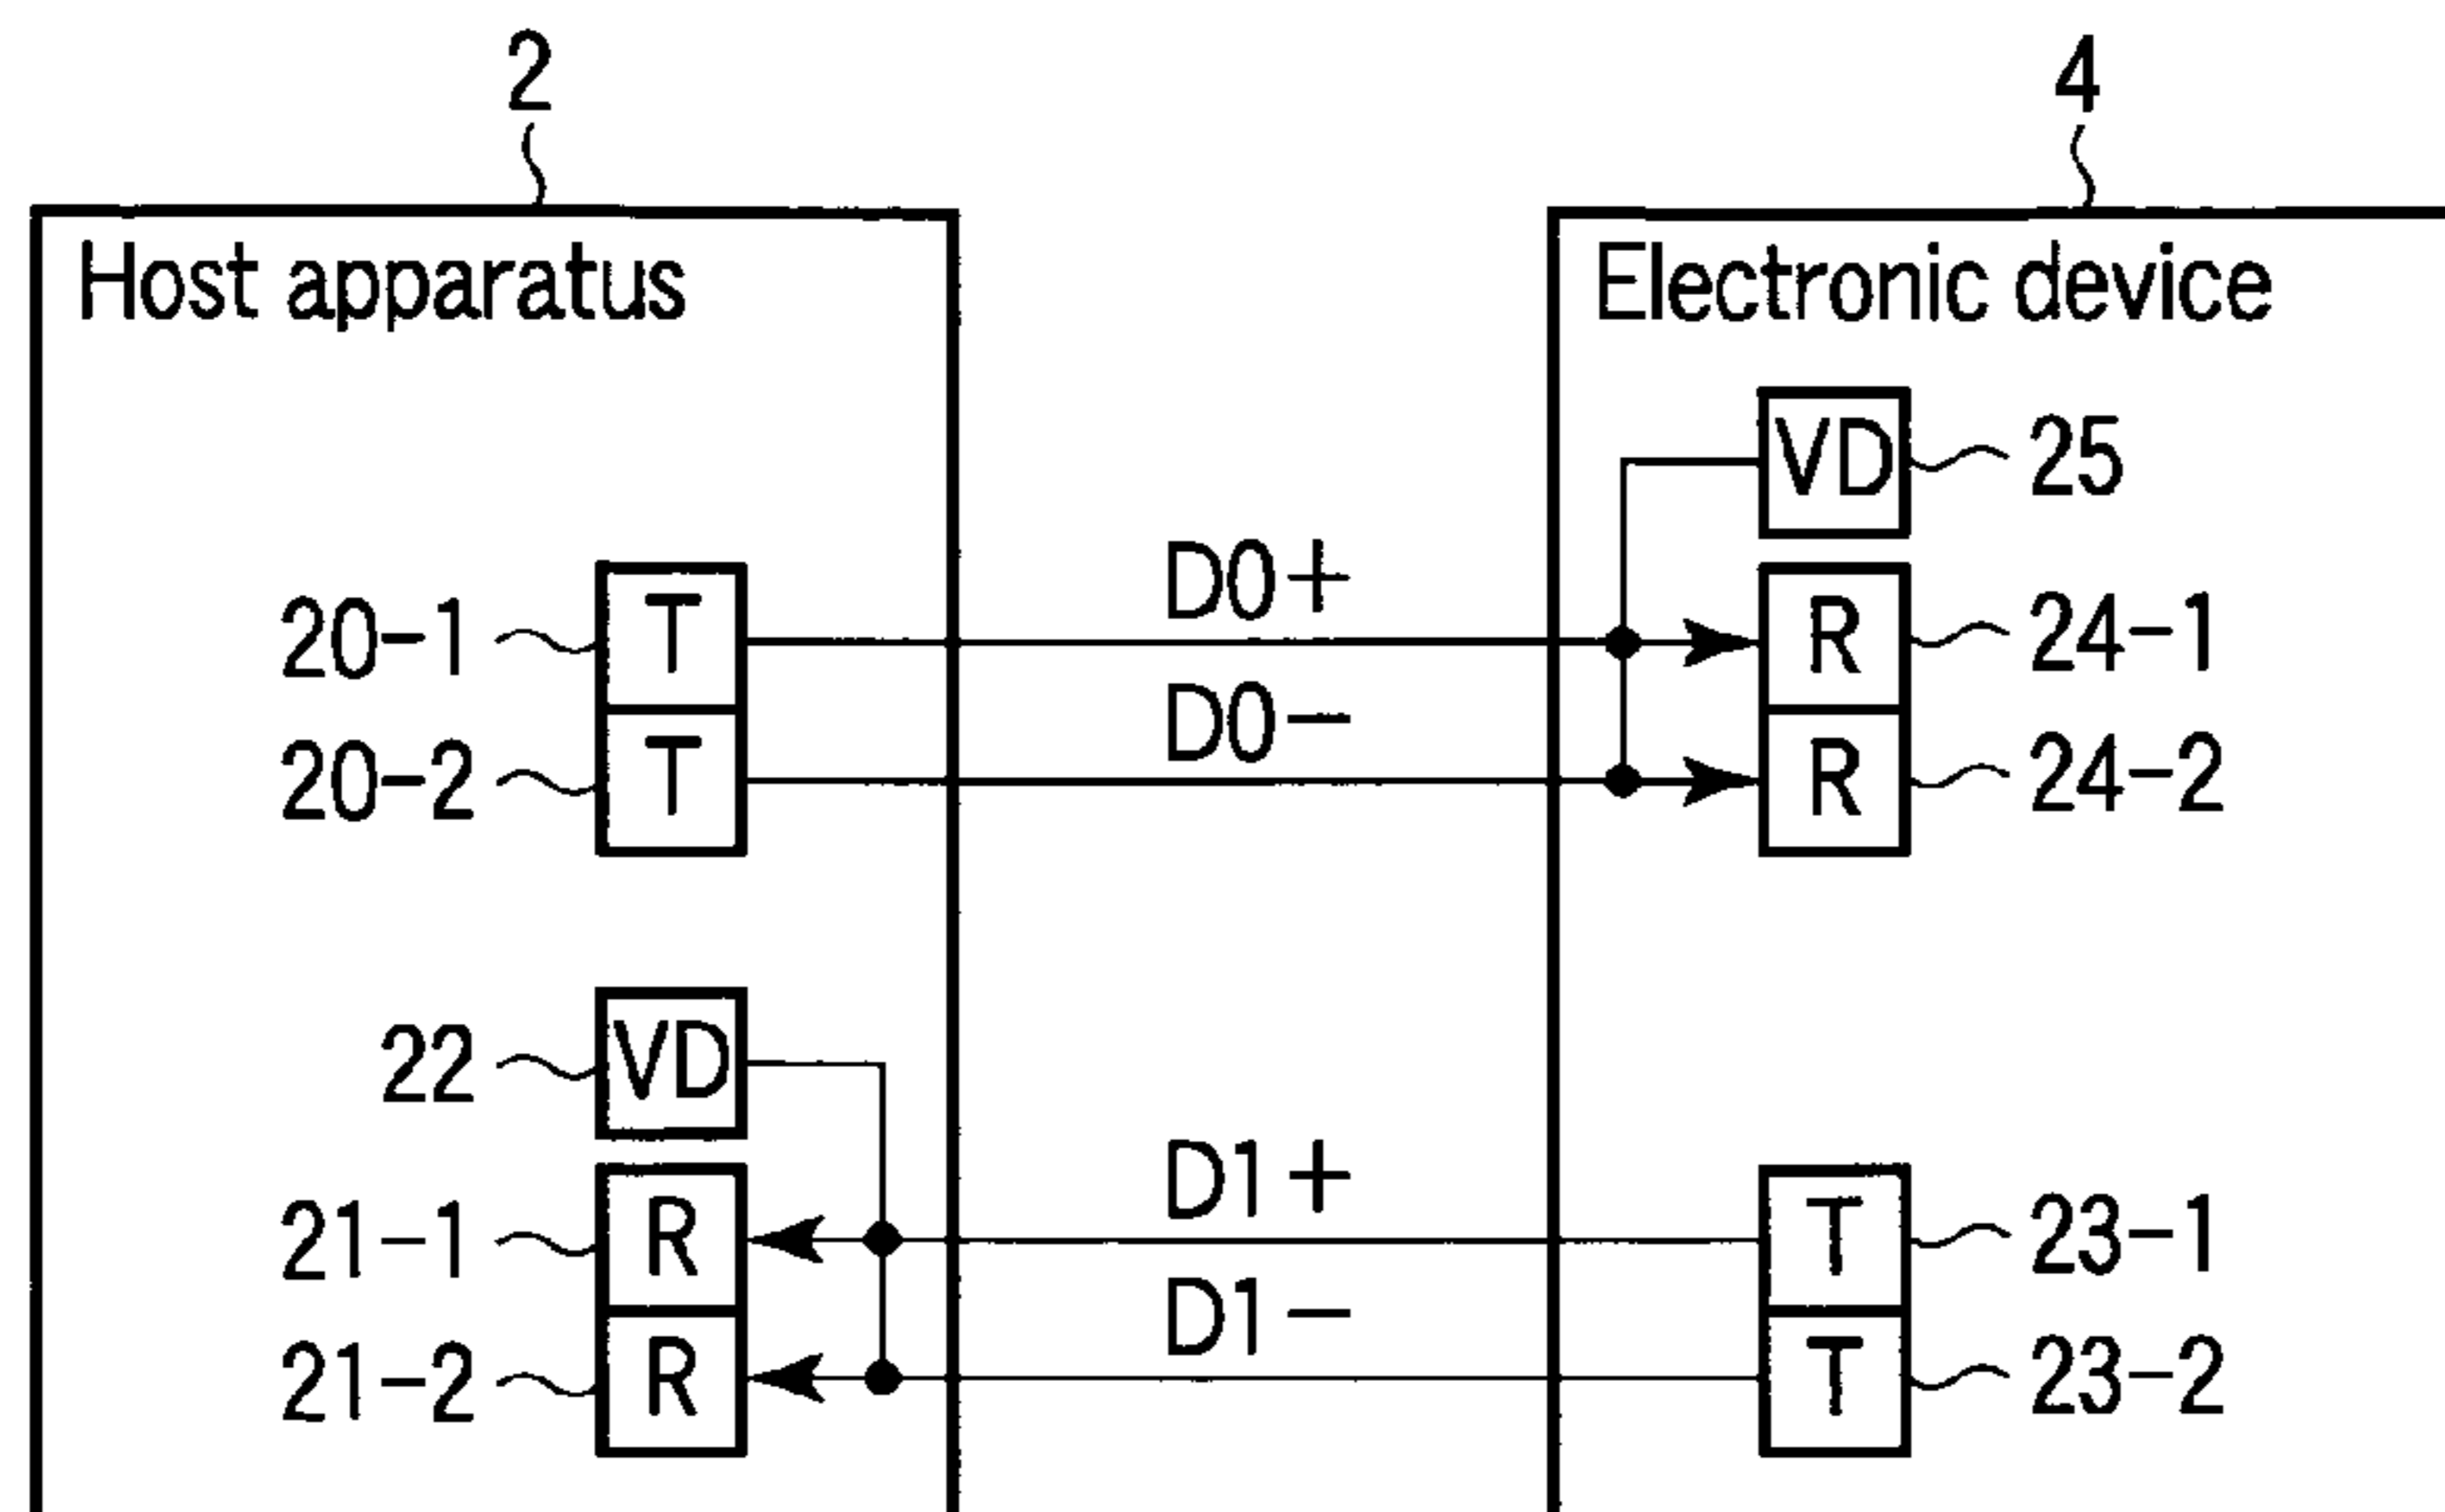 2 4
Host apparatus Electronic device
VD 25
D0+
20-1 T R 24-1
D0−
20-2 T R 24-2
22 VD
D1+
21-1 R T 23-1
D1−
21-2 R T 23-2